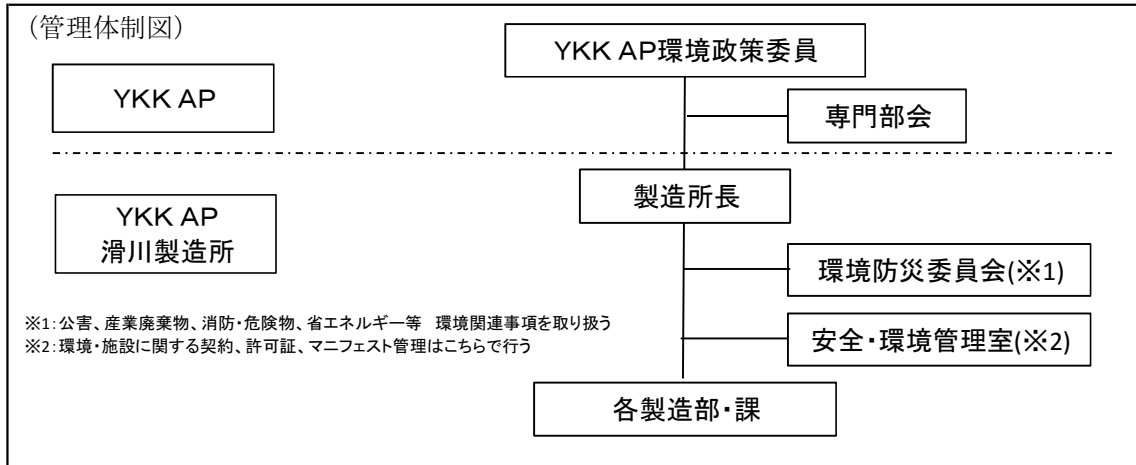 (管理体制図)
YKK AP環境政策委員
YKK AP
専門部会
製造所長
YKK AP
滑川製造所
環境防災委員会(※1)
※1:公害、産業廃棄物、消防・危険物、省エネルギー等 環境関連事項を取り扱う
※2:環境・施設に関する契約、許可証、マニフェスト管理はこちらで行う
安全・環境管理室(※2)
各製造部・課